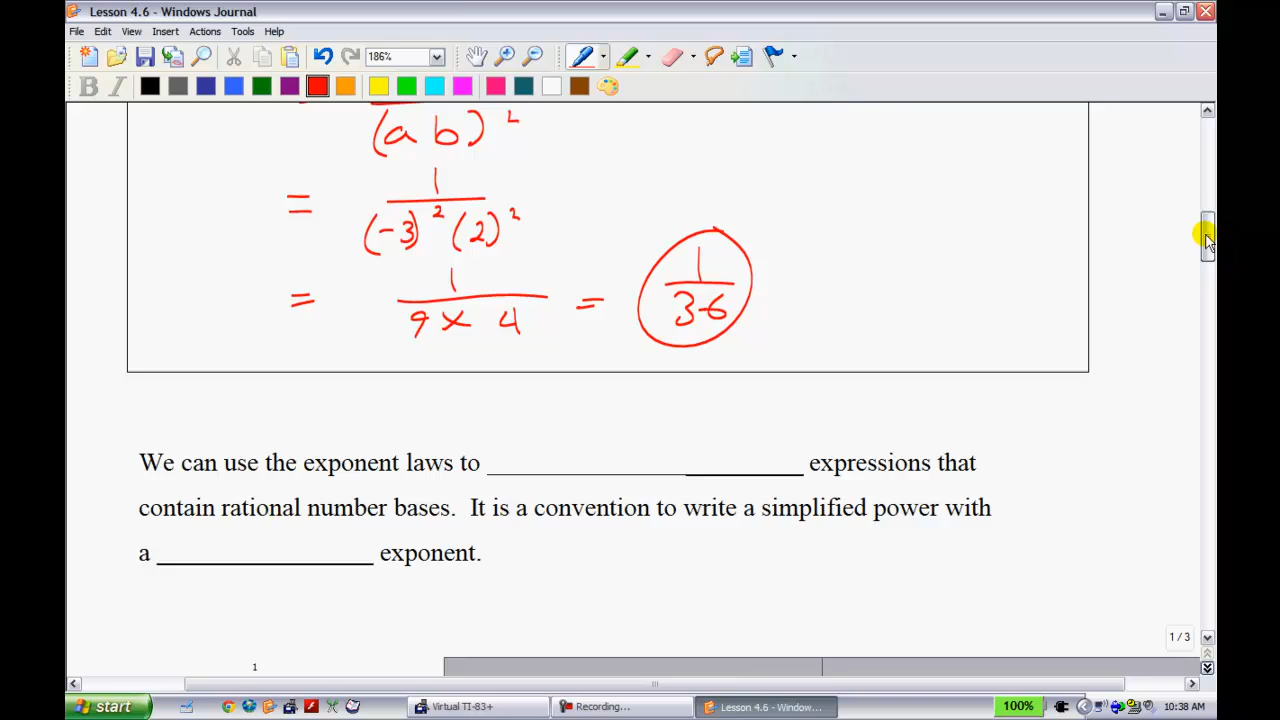 Lesson 4.6 - Windows Journal
File Edit View Insert Actions Tools Help
186%
B I
(a b)²
= 1
(-3)² (2)²
= 1 = 1
9 x 4 36
We can use the exponent laws to ____________________ expressions that
contain rational number bases. It is a convention to write a simplified power with
a ____________________ exponent.
1 / 3
1
start Virtual TI-83+ Recording... Lesson 4.6 - Window... 100% 10:38 AM